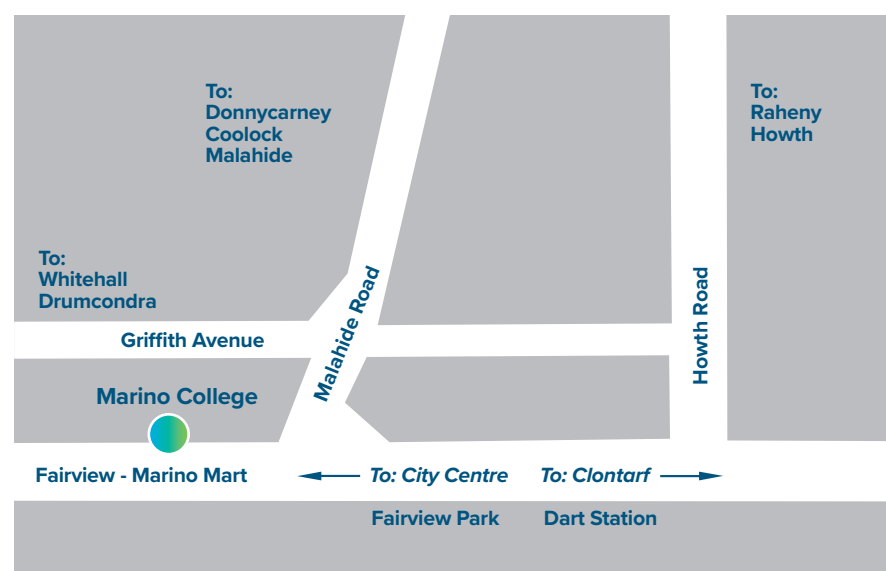 To:
Donnycarney
Coolock
Malahide
To:
Raheny
Howth
To:
Whitehall
Drumcondra
Griffith Avenue
Malahide Road
Howth Road
Marino College
Fairview - Marino Mart
To: City Centre
To: Clontarf
Fairview Park
Dart Station